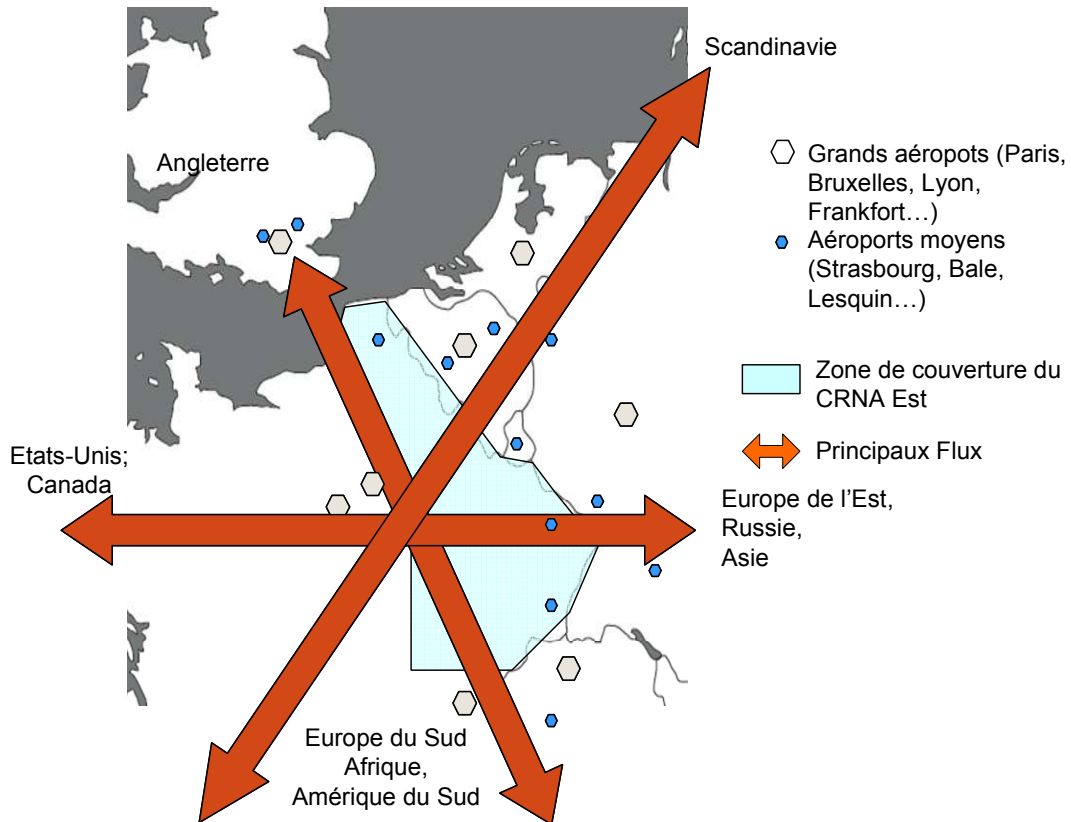 Scandinavie
Angleterre
Grands aéropots (Paris,
Bruxelles, Lyon,
Frankfort…)
Aéroports moyens
(Strasbourg, Bale,
Lesquin…)
Zone de couverture du
CRNA Est
Principaux Flux
Etats-Unis;
Canada
Europe de l’Est,
Russie,
Asie
Europe du Sud
Afrique,
Amérique du Sud